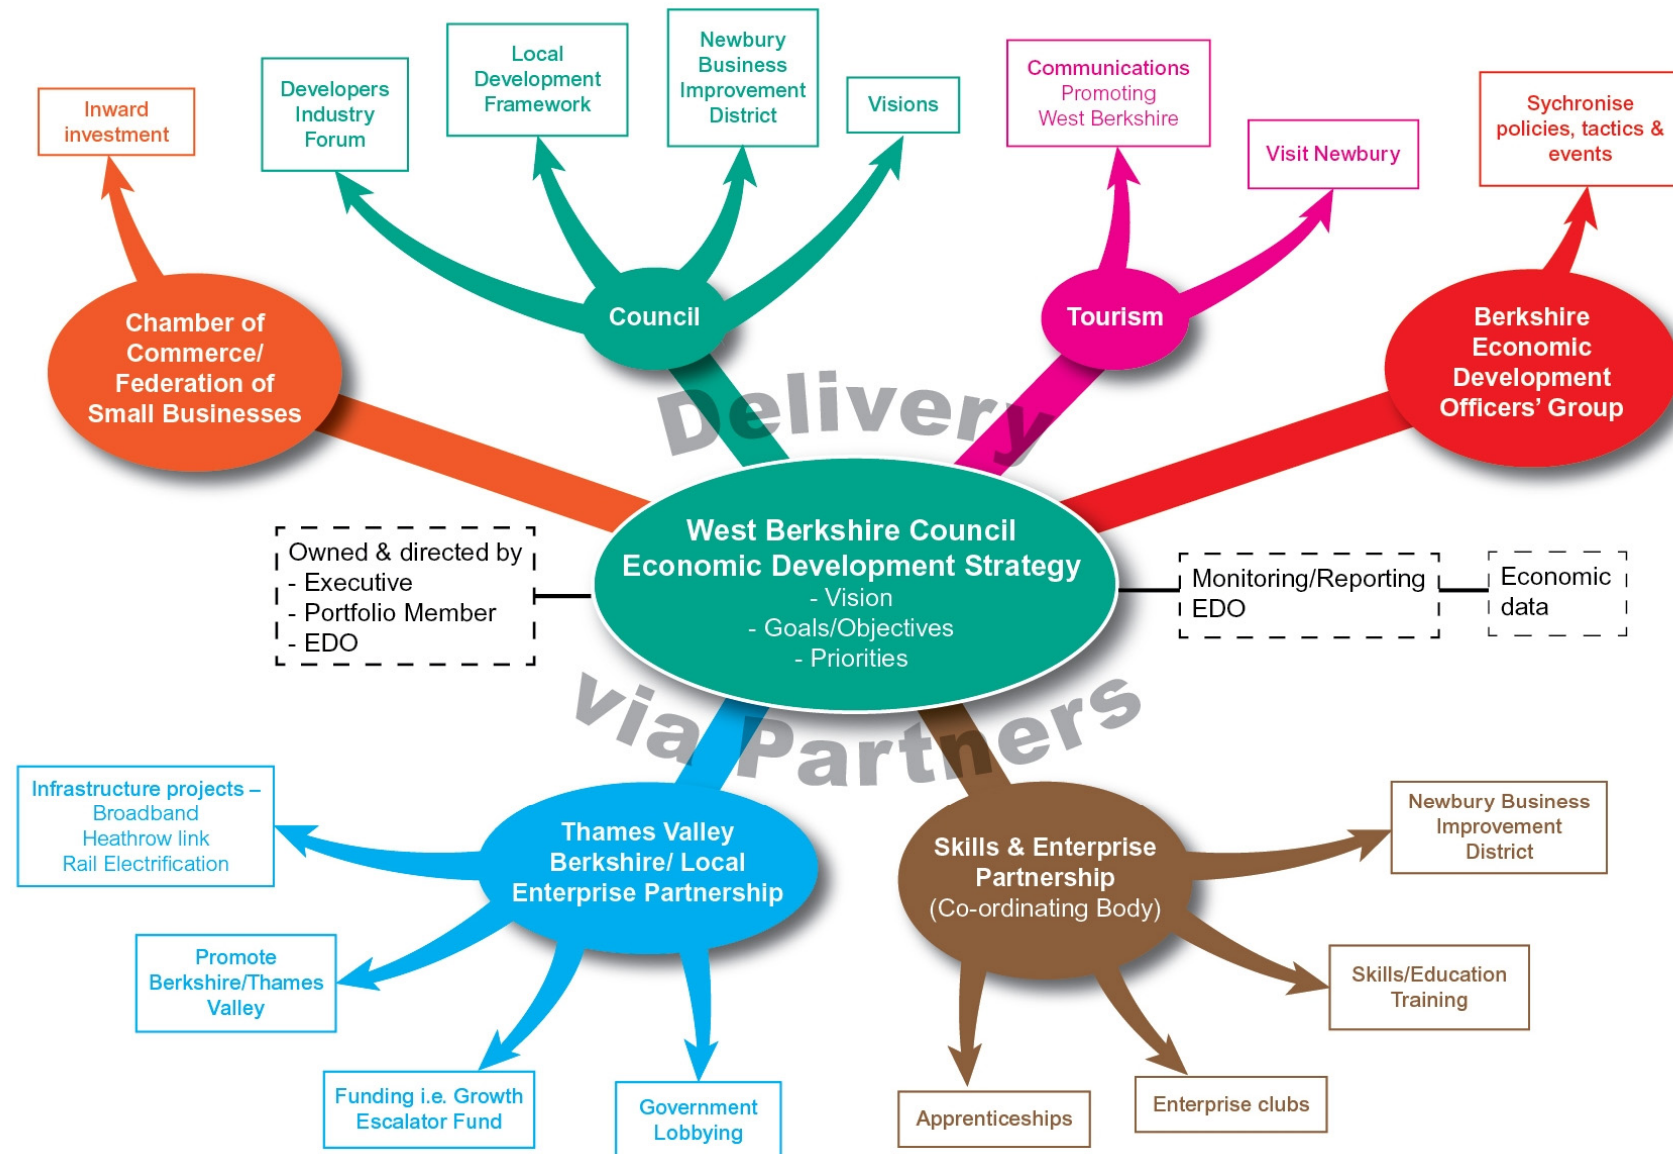 Inward
investment
Developers
Industry
Forum
Local
Development
Framework
Newbury
Business
Improvement
District
Visions
Communications
Promoting
West Berkshire
Visit Newbury
Sychronise
policies, tactics &
events
Chamber of
Commerce/
Federation of
Small Businesses
Council
Tourism
Berkshire
Economic
Development
Officers’ Group
Delivery
West Berkshire Council
Economic Development Strategy
- Vision
- Goals/Objectives
- Priorities
Owned & directed by
- Executive
- Portfolio Member
- EDO
Monitoring/Reporting
EDO
Economic
data
via Partners
Infrastructure projects –
Broadband
Heathrow link
Rail Electrification
Thames Valley
Berkshire/ Local
Enterprise Partnership
Skills & Enterprise
Partnership
(Co-ordinating Body)
Newbury Business
Improvement
District
Promote
Berkshire/Thames
Valley
Skills/Education
Training
Funding i.e. Growth
Escalator Fund
Government
Lobbying
Apprenticeships
Enterprise clubs